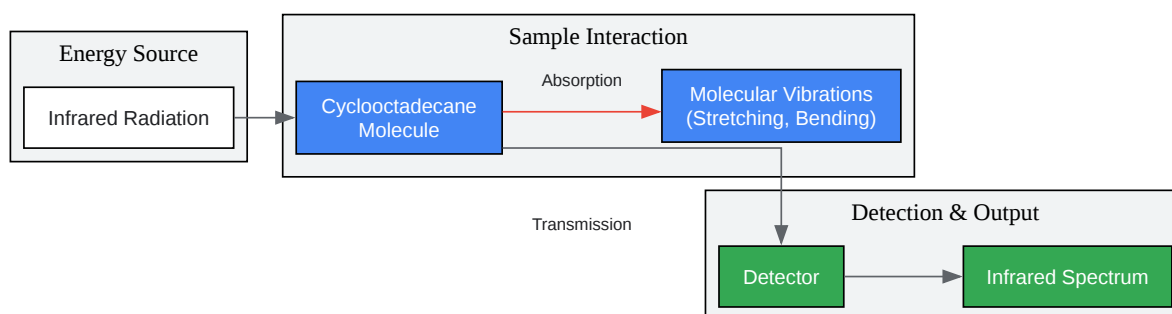 Energy Source
Infrared Radiation
Sample Interaction
Cyclooctadecane
Molecule
Absorption
Molecular Vibrations
(Stretching, Bending)
Transmission
Detection & Output
Detector
Infrared Spectrum